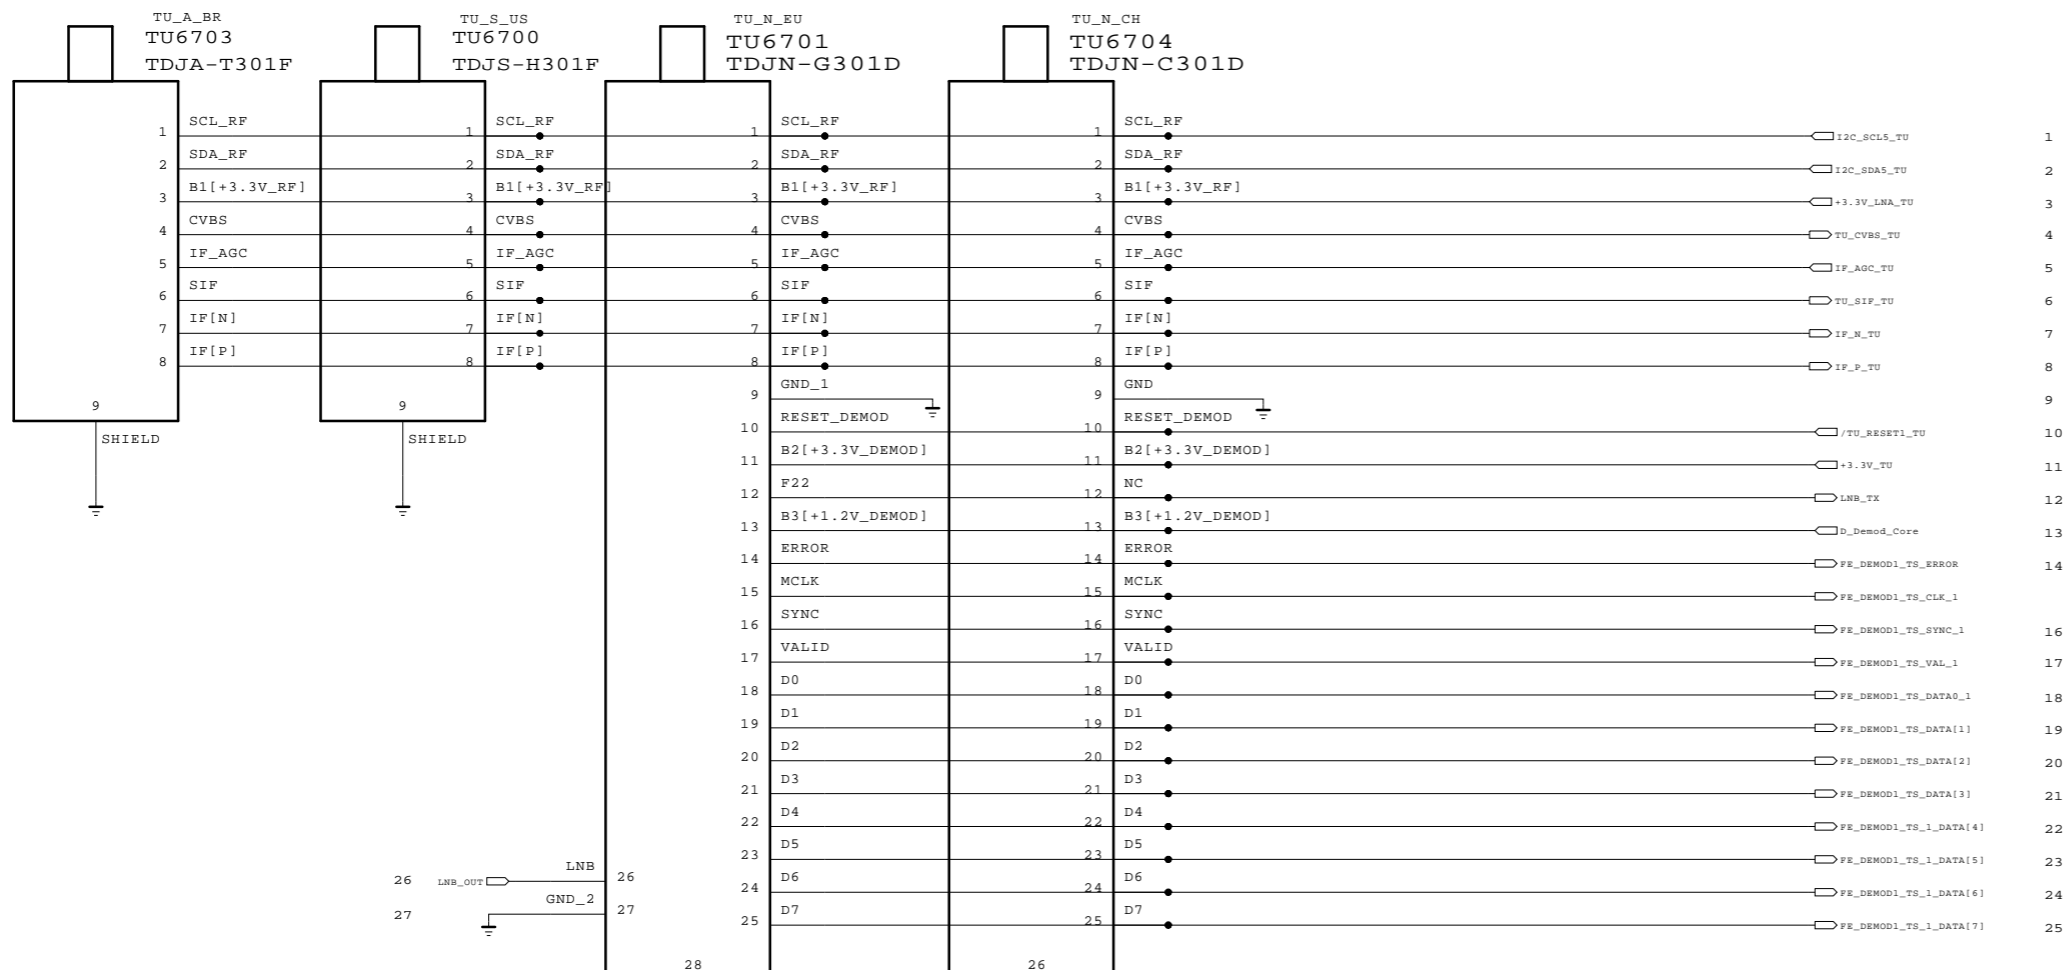 TU_A_BR
TU6703
TDJA-T301F
1 SCL_RF
2 SDA_RF
3 B1[+3.3V_RF]
4 CVBS
5 IF_AGC
6 SIF
7 IF[N]
8 IF[P]
9
SHIELD
TU_S_US
TU6700
TDJS-H301F
1 SCL_RF
2 SDA_RF
3 B1[+3.3V_RF]
4 CVBS
5 IF_AGC
6 SIF
7 IF[N]
8 IF[P]
9
SHIELD
TU_N_EU
TU6701
TDJN-G301D
1 SCL_RF
2 SDA_RF
3 B1[+3.3V_RF]
4 CVBS
5 IF_AGC
6 SIF
7 IF[N]
8 IF[P]
9 GND_1
10 RESET_DEMOD
11 B2[+3.3V_DEMOD]
12 F22
13 B3[+1.2V_DEMOD]
14 ERROR
15 MCLK
16 SYNC
17 VALID
18 D0
19 D1
20 D2
21 D3
22 D4
23 D5
24 D6
25 D7
26 LNB_OUT LNB 26
27 GND_2 27
28
TU_N_CH
TU6704
TDJN-C301D
1 SCL_RF
2 SDA_RF
3 B1[+3.3V_RF]
4 CVBS
5 IF_AGC
6 SIF
7 IF[N]
8 IF[P]
9 GND
10 RESET_DEMOD
11 B2[+3.3V_DEMOD]
12 NC
13 B3[+1.2V_DEMOD]
14 ERROR
15 MCLK
16 SYNC
17 VALID
18 D0
19 D1
20 D2
21 D3
22 D4
23 D5
24 D6
25 D7
26
I2C_SCL5_TU 1
I2C_SDA5_TU 2
+3.3V_LNA_TU 3
TU_CVBS_TU 4
IF_AGC_TU 5
TU_SIF_TU 6
IF_N_TU 7
IF_P_TU 8
9
/TU_RESET1_TU 10
+3.3V_TU 11
LNB_TX 12
D_Demod_Core 13
FE_DEMOD1_TS_ERROR 14
FE_DEMOD1_TS_CLK_1
FE_DEMOD1_TS_SYNC_1 16
FE_DEMOD1_TS_VAL_1 17
FE_DEMOD1_TS_DATA0_1 18
FE_DEMOD1_TS_DATA[1] 19
FE_DEMOD1_TS_DATA[2] 20
FE_DEMOD1_TS_DATA[3] 21
FE_DEMOD1_TS_1_DATA[4] 22
FE_DEMOD1_TS_1_DATA[5] 23
FE_DEMOD1_TS_1_DATA[6] 24
FE_DEMOD1_TS_1_DATA[7] 25